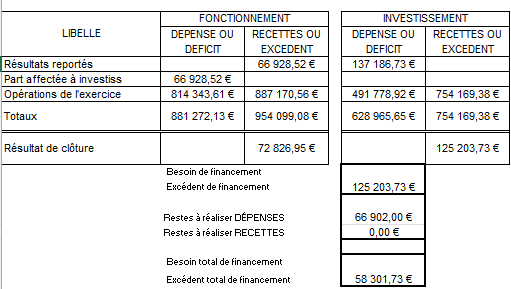 LIBELLE FONCTIONNEMENT INVESTISSEMENT
DEPENSE OU DEFICIT RECETTES OU EXCEDENT DEPENSE OU DEFICIT RECETTES OU EXCEDENT
Résultats reportés 66 928,52 € 137 186,73 €
Part affectée à investiss 66 928,52 €
Opérations de l'exercice 814 343,61 € 887 170,56 € 491 778,92 € 754 169,38 €
Totaux 881 272,13 € 954 099,08 € 628 965,65 € 754 169,38 €
Résultat de clôture 72 826,95 € 125 203,73 €
Besoin de financement
Excédent de financement 125 203,73 €
Restes à réaliser DÉPENSES 66 902,00 €
Restes à réaliser RECETTES 0,00 €
Besoin total de financement
Excédent total de financement 58 301,73 €